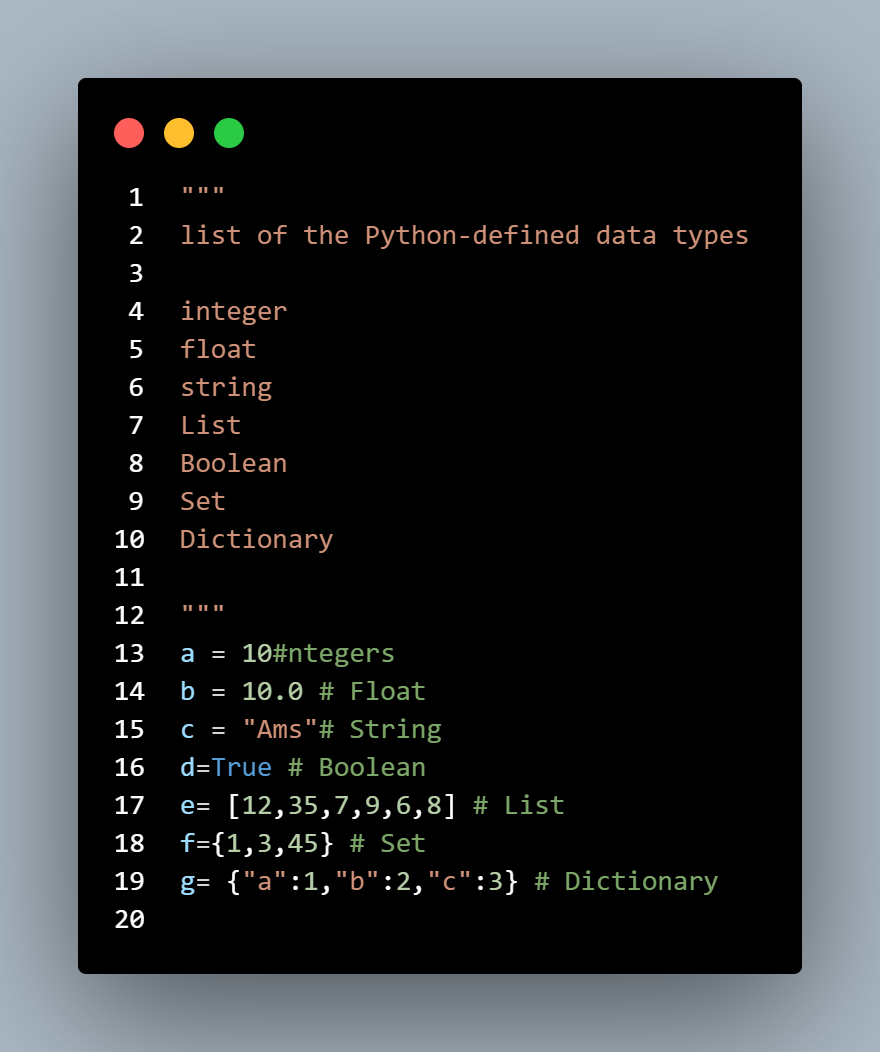 1 """
2 list of the Python-defined data types
3
4 integer
5 float
6 string
7 List
8 Boolean
9 Set
10 Dictionary
11
12 """
13 a = 10#ntegers
14 b = 10.0 # Float
15 c = "Ams"# String
16 d=True # Boolean
17 e= [12,35,7,9,6,8] # List
18 f={1,3,45} # Set
19 g= {"a":1,"b":2,"c":3} # Dictionary
20